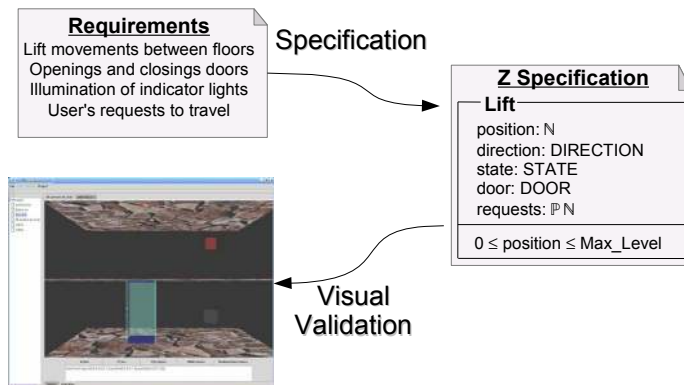 Requirements
Lift movements between floors
Openings and closings doors
Illumination of indicator lights
User's requests to travel
Specification
Z Specification
Lift
position: ℕ
direction: DIRECTION
state: STATE
door: DOOR
requests: ℙ ℕ
0 ≤ position ≤ Max_Level
Visual
Validation